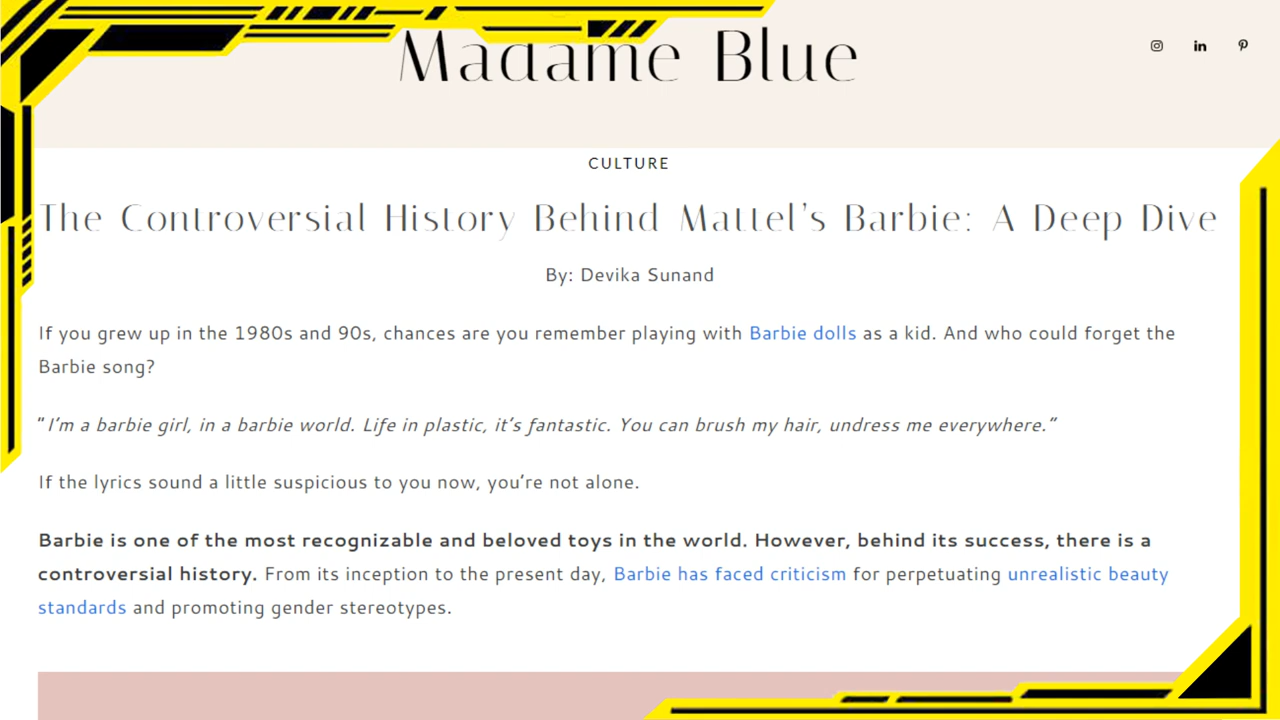 Madame Blue
CULTURE
The Controversial History Behind Mattel's Barbie: A Deep Dive
By: Devika Sunand
If you grew up in the 1980s and 90s, chances are you remember playing with Barbie dolls as a kid. And who could forget the
Barbie song?
"I'm a barbie girl, in a barbie world. Life in plastic, it's fantastic. You can brush my hair, undress me everywhere."
If the lyrics sound a little suspicious to you now, you're not alone.
Barbie is one of the most recognizable and beloved toys in the world. However, behind its success, there is a
controversial history. From its inception to the present day, Barbie has faced criticism for perpetuating unrealistic beauty
standards and promoting gender stereotypes.